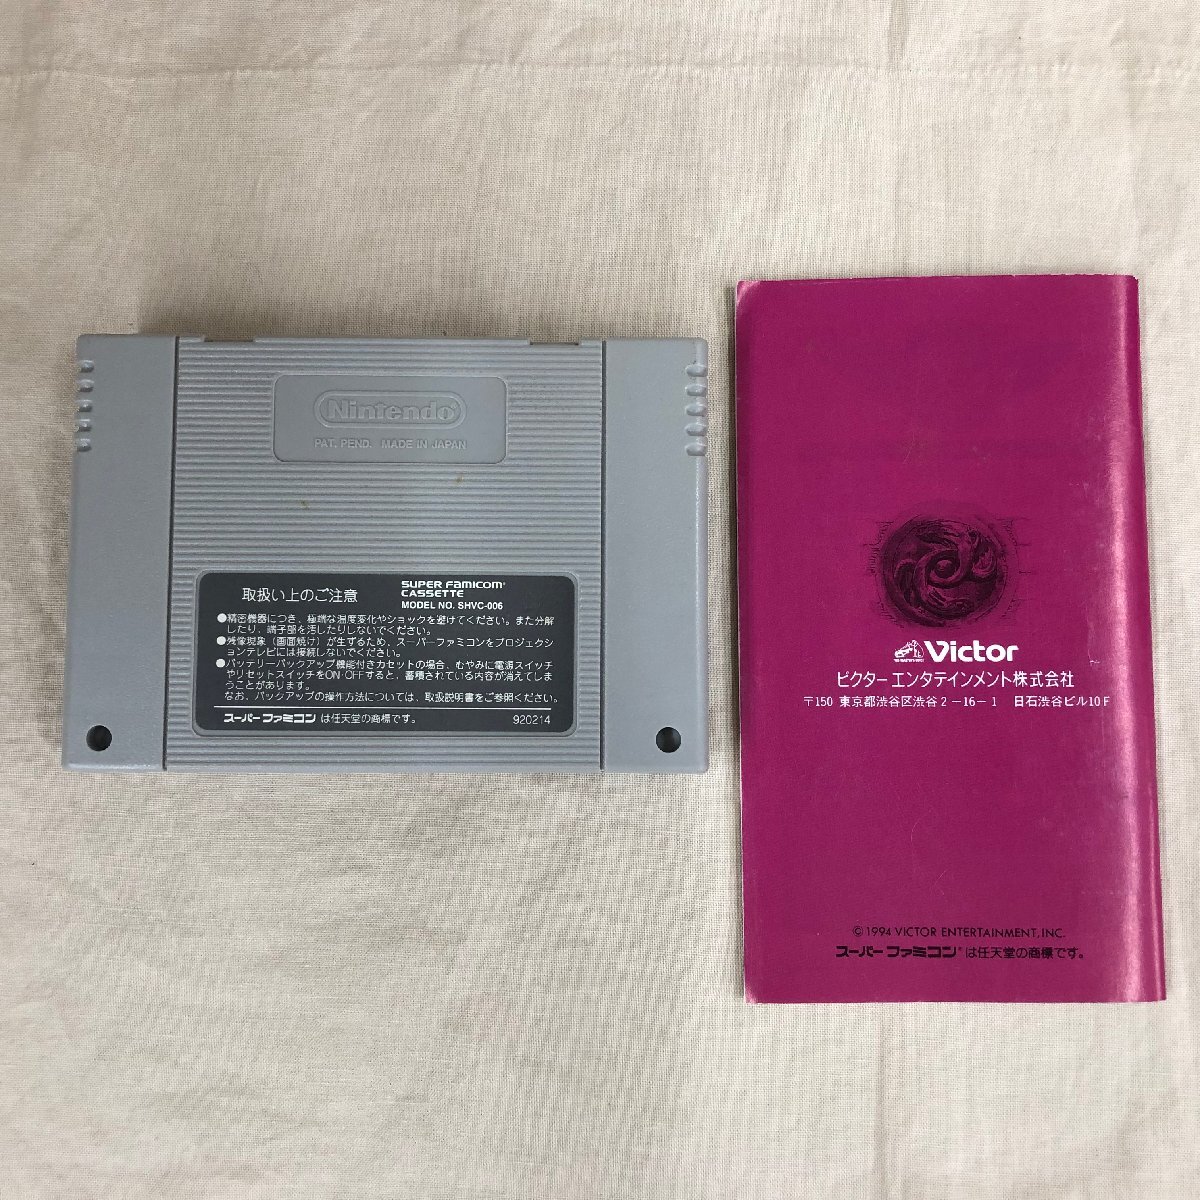 Nintendo
PAT. PEND. MADE IN JAPAN
取扱い上のご注意
SUPER FAMICOM
CASSETTE
MODEL NO. SHVC-006
●精密機器につき、極端な温度変化やショックを避けてください。また分解
したり、端子部を汚したりしないでください。
●残像現象（画面焼け）が生ずるため、スーパーファミコンをプロジェクシ
ョンテレビには接続しないでください。
●バッテリーバックアップ機能付きカセットの場合、むやみに電源スイッチ
やリセットスイッチをON・OFFすると、蓄積されている内容が消えてしま
うことがあります。
なお、バックアップの操作方法については、取扱説明書をご参照ください。
スーパーファミコンは任天堂の商標です。
920214
Victor
ビクター エンタテインメント株式会社
〒150 東京都渋谷区渋谷2－16－1 日石渋谷ビル10F
© 1994 VICTOR ENTERTAINMENT, INC.
スーパーファミコン®は任天堂の商標です。